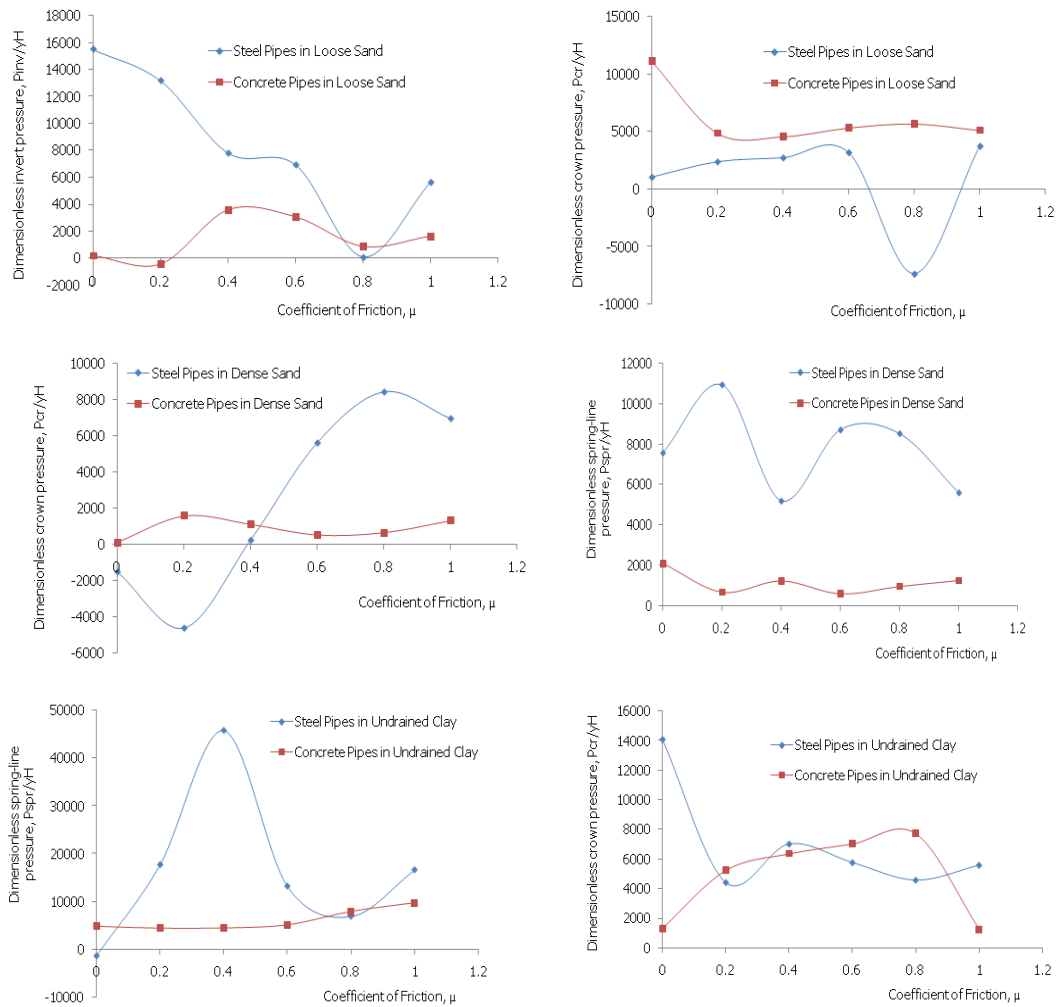 18000
16000
14000
12000
10000
8000
6000
4000
2000
0
-2000
Dimensionless invert pressure, Pinv/yH
Steel Pipes in Loose Sand
Concrete Pipes in Loose Sand
0 0.2 0.4 0.6 0.8 1 1.2
Coefficient of Friction, μ
15000
10000
5000
0
-5000
-10000
Dimensionless crown pressure, Pcr/yH
Steel Pipes in Loose Sand
Concrete Pipes in Loose Sand
0 0.2 0.4 0.6 0.8 1 1.2
Coefficient of Friction, μ
10000
8000
6000
4000
2000
0
-2000
-4000
-6000
Dimensionless crown pressure, Pcr/yH
Steel Pipes in Dense Sand
Concrete Pipes in Dense Sand
0 0.2 0.4 0.6 0.8 1 1.2
Coefficient of Friction, μ
12000
10000
8000
6000
4000
2000
0
Dimensionless spring-line
pressure, Pspr/yH
Steel Pipes in Dense Sand
Concrete Pipes in Dense Sand
0 0.2 0.4 0.6 0.8 1 1.2
Coefficient of Friction, μ
50000
40000
30000
20000
10000
0
-10000
Dimensionless spring-line
pressure, Pspr/yH
Steel Pipes in Undrained Clay
Concrete Pipes in Undrained Clay
0 0.2 0.4 0.6 0.8 1 1.2
Coefficient of Friction, μ
16000
14000
12000
10000
8000
6000
4000
2000
0
Dimensionless crown pressure, Pcr/yH
Steel Pipes in Undrained Clay
Concrete Pipes in Undrained Clay
0 0.2 0.4 0.6 0.8 1 1.2
Coefficient of Friction, μ